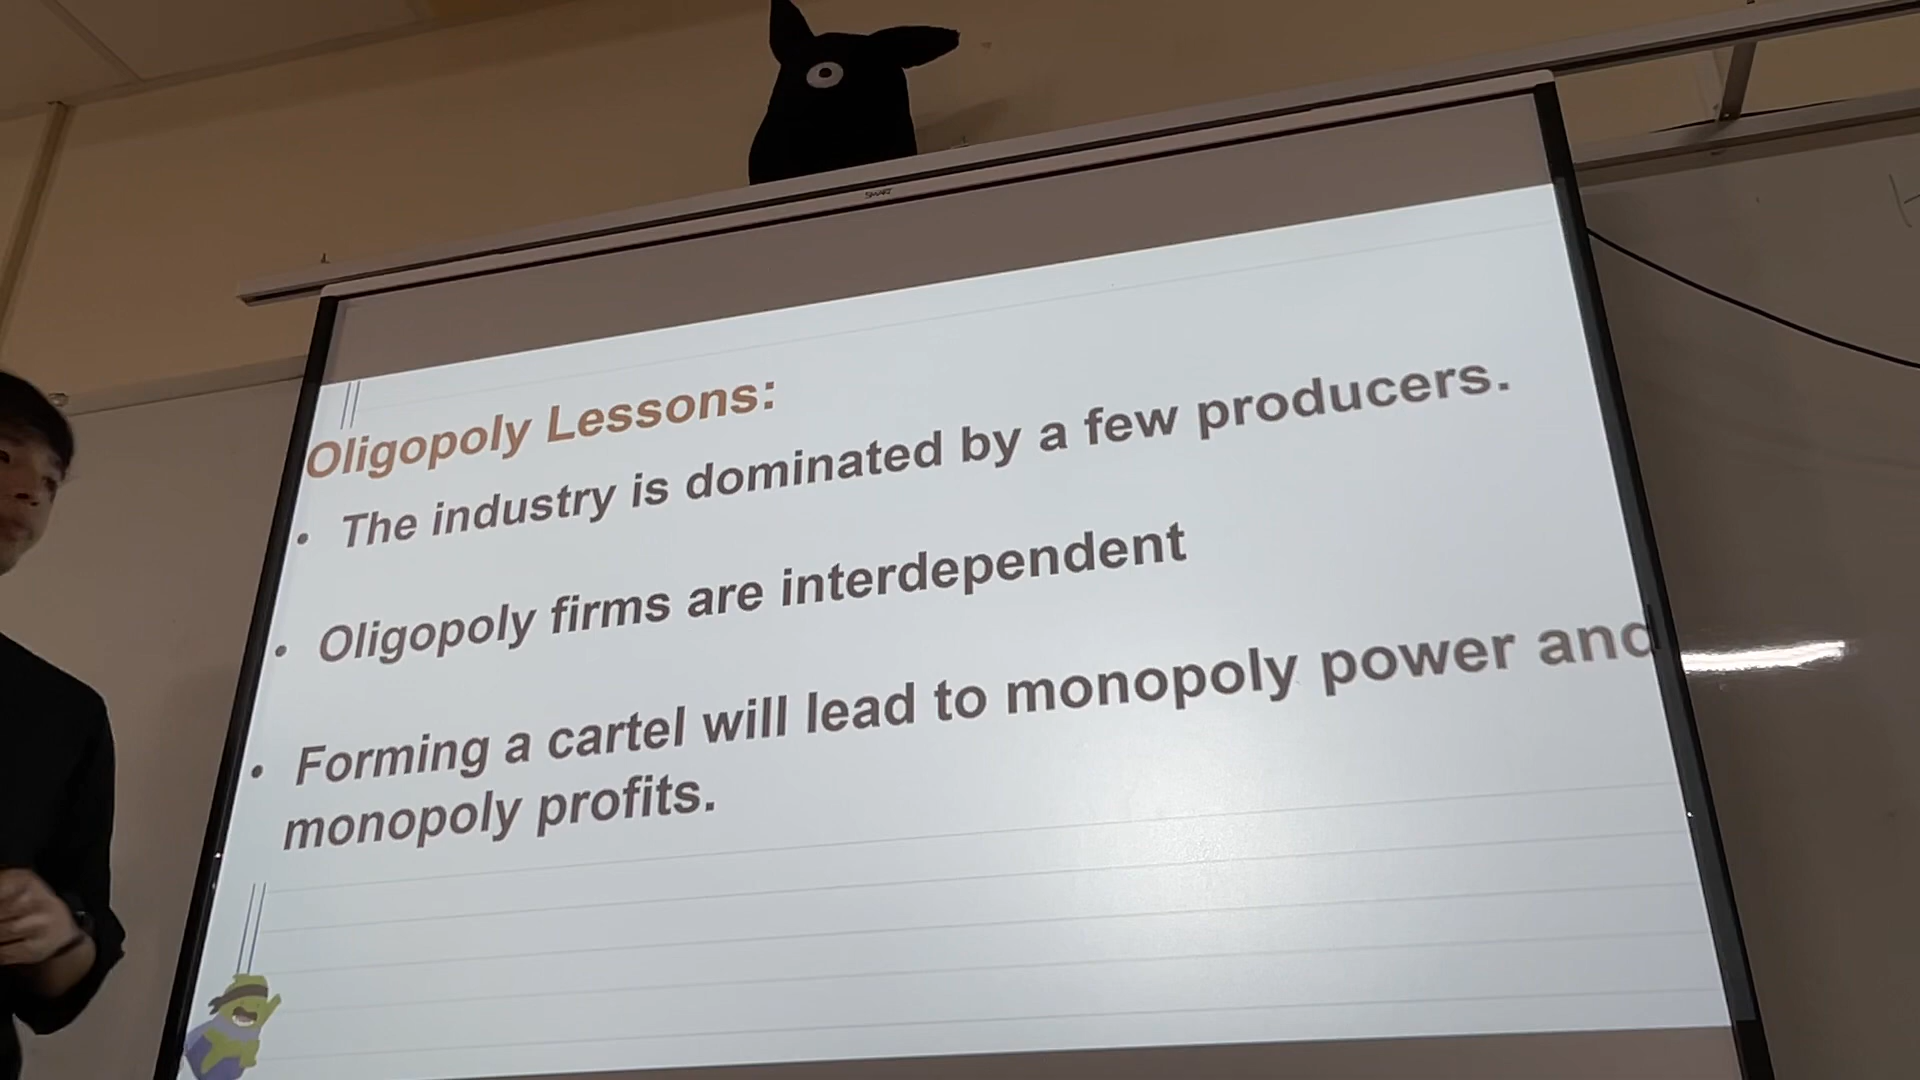 SMART
Oligopoly Lessons:
• The industry is dominated by a few producers.
• Oligopoly firms are interdependent
• Forming a cartel will lead to monopoly power and
monopoly profits.